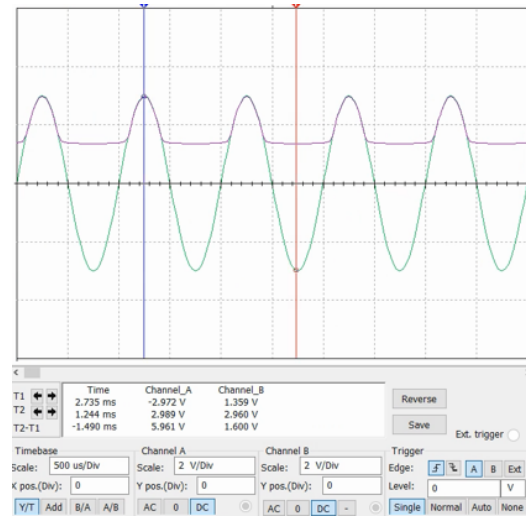 Time Channel_A Channel_B
T1 2.735 ms -2.972 V 1.359 V
T2 1.244 ms 2.989 V 2.960 V
T2-T1 -1.490 ms 5.961 V 1.600 V
Reverse
Save
Ext. trigger
Timebase
Scale: 500 us/Div
X pos.(Div): 0
Y/T Add B/A A/B
Channel A
Scale: 2 V/Div
Y pos.(Div): 0
AC 0 DC
Channel B
Scale: 2 V/Div
Y pos.(Div): 0
AC 0 DC -
Trigger
Edge: A B Ext
Level: 0 V
Single Normal Auto None